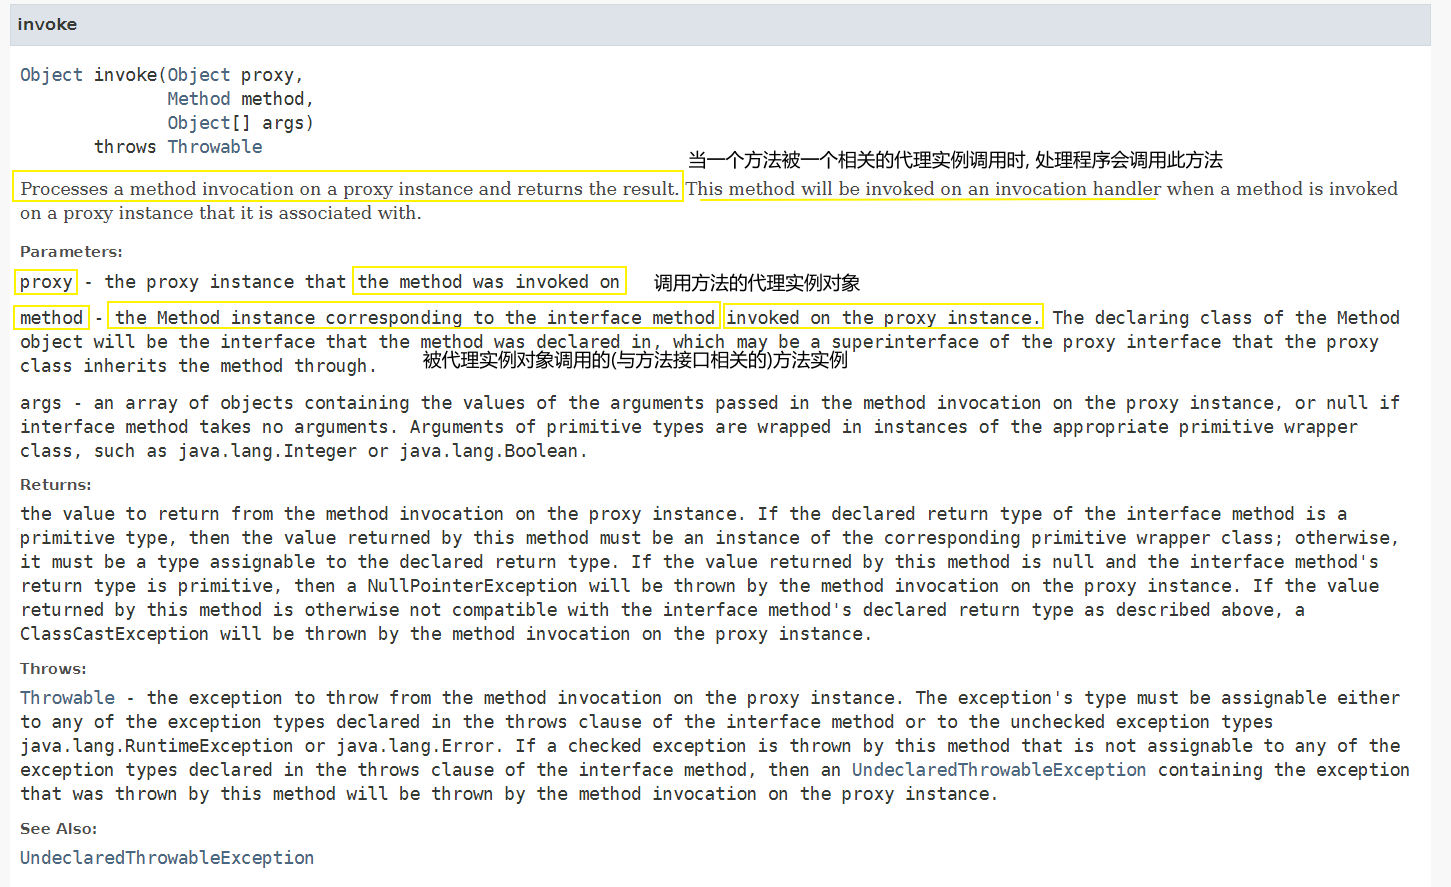 invoke
Object invoke(Object proxy,
Method method,
Object[] args)
throws Throwable
当一个方法被一个相关的代理实例调用时, 处理程序会调用此方法
Processes a method invocation on a proxy instance and returns the result. This method will be invoked on an invocation handler when a method is invoked
on a proxy instance that it is associated with.
Parameters:
proxy - the proxy instance that the method was invoked on 调用方法的代理实例对象
method - the Method instance corresponding to the interface method invoked on the proxy instance. The declaring class of the Method
object will be the interface that the method was declared in, which may be a superinterface of the proxy interface that the proxy
class inherits the method through. 被代理实例对象调用的(与方法接口相关的)方法实例
args - an array of objects containing the values of the arguments passed in the method invocation on the proxy instance, or null if
interface method takes no arguments. Arguments of primitive types are wrapped in instances of the appropriate primitive wrapper
class, such as java.lang.Integer or java.lang.Boolean.
Returns:
the value to return from the method invocation on the proxy instance. If the declared return type of the interface method is a
primitive type, then the value returned by this method must be an instance of the corresponding primitive wrapper class; otherwise,
it must be a type assignable to the declared return type. If the value returned by this method is null and the interface method's
return type is primitive, then a NullPointerException will be thrown by the method invocation on the proxy instance. If the value
returned by this method is otherwise not compatible with the interface method's declared return type as described above, a
ClassCastException will be thrown by the method invocation on the proxy instance.
Throws:
Throwable - the exception to throw from the method invocation on the proxy instance. The exception's type must be assignable either
to any of the exception types declared in the throws clause of the interface method or to the unchecked exception types
java.lang.RuntimeException or java.lang.Error. If a checked exception is thrown by this method that is not assignable to any of the
exception types declared in the throws clause of the interface method, then an UndeclaredThrowableException containing the exception
that was thrown by this method will be thrown by the method invocation on the proxy instance.
See Also:
UndeclaredThrowableException